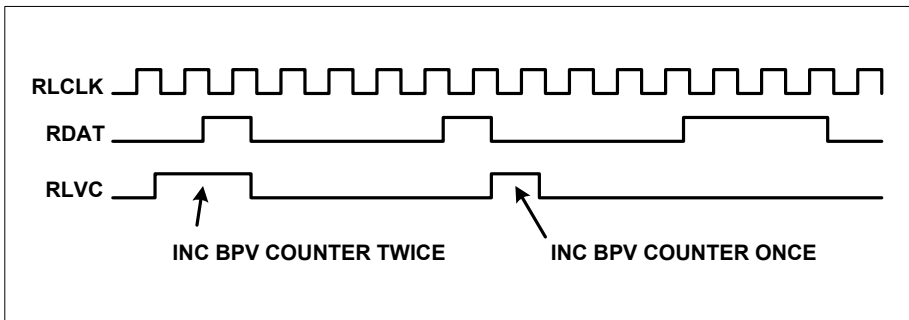 RLCLK
RDAT
RLVC
INC BPV COUNTER TWICE
INC BPV COUNTER ONCE